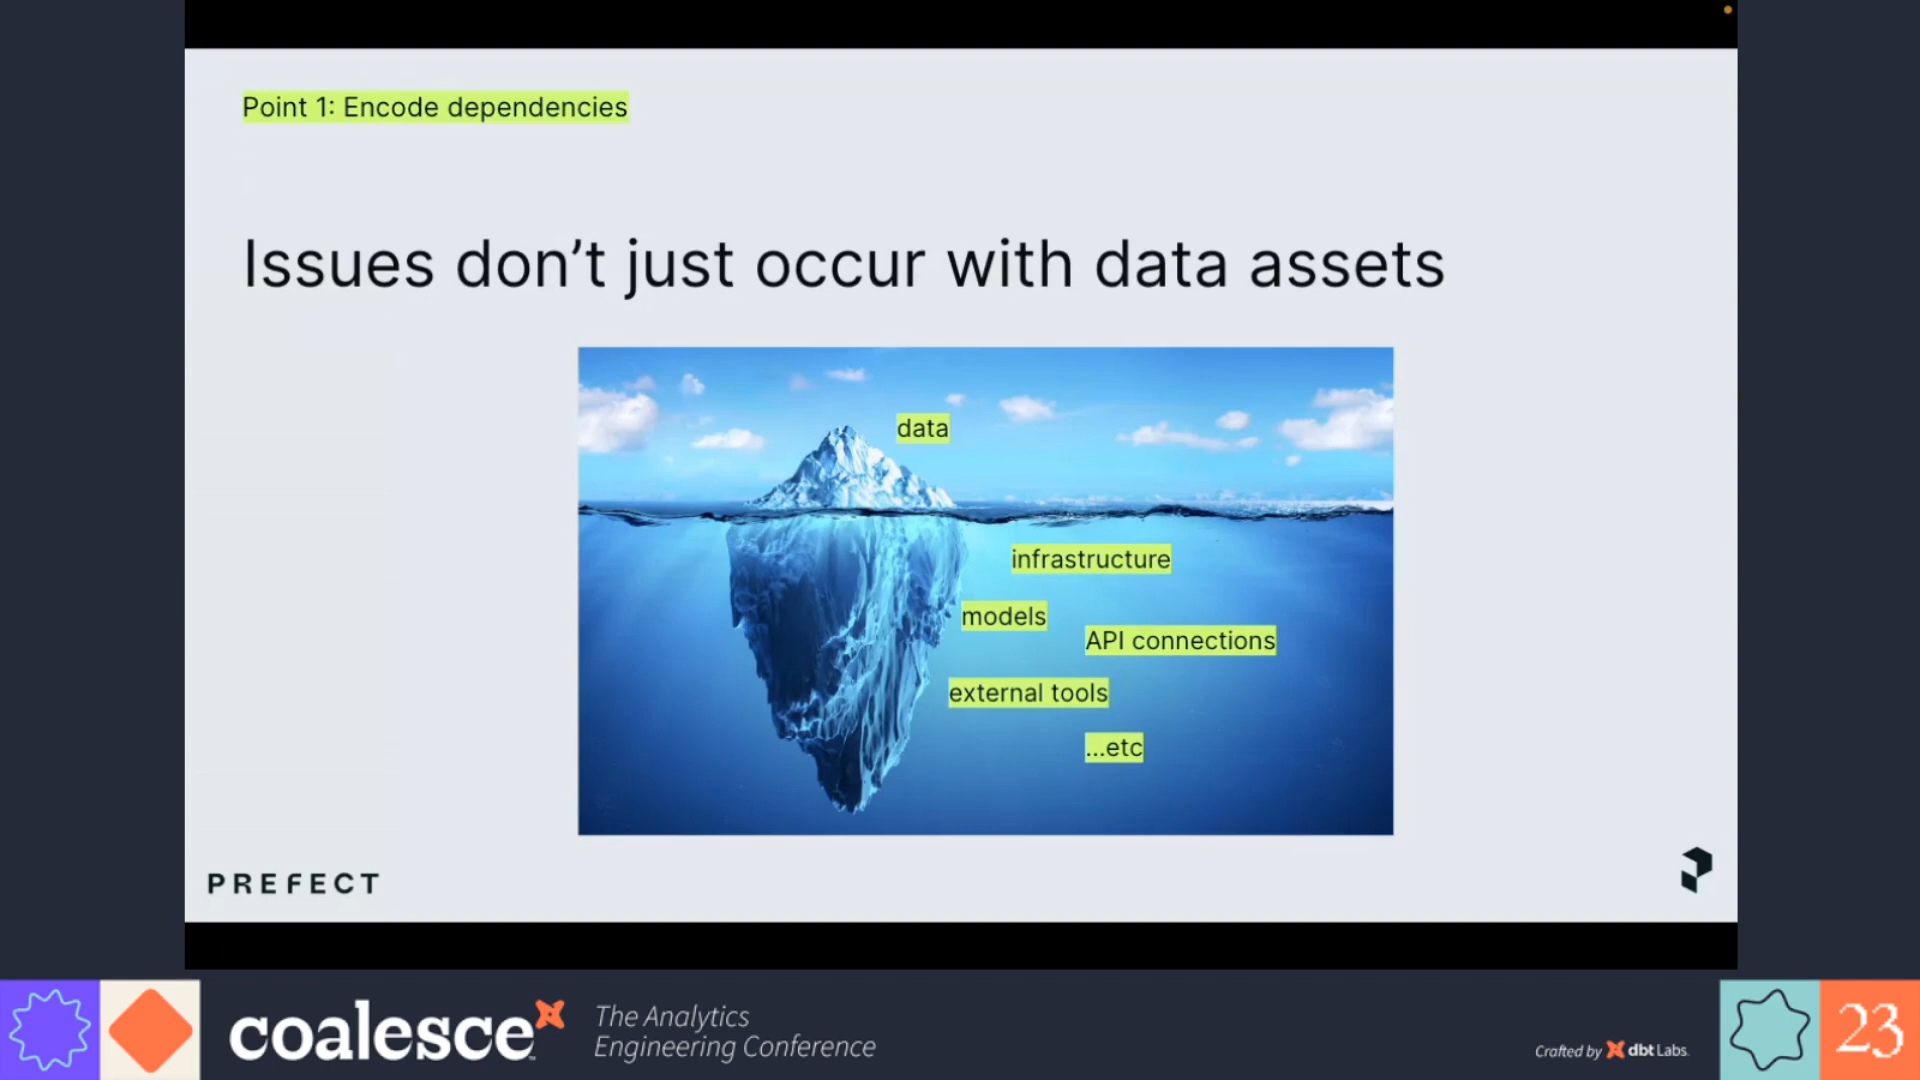 Point 1: Encode dependencies
Issues don’t just occur with data assets
data
infrastructure
models
API connections
external tools
...etc
PREFECT
coalesce
The Analytics
Engineering Conference
Crafted by dbt Labs.
23